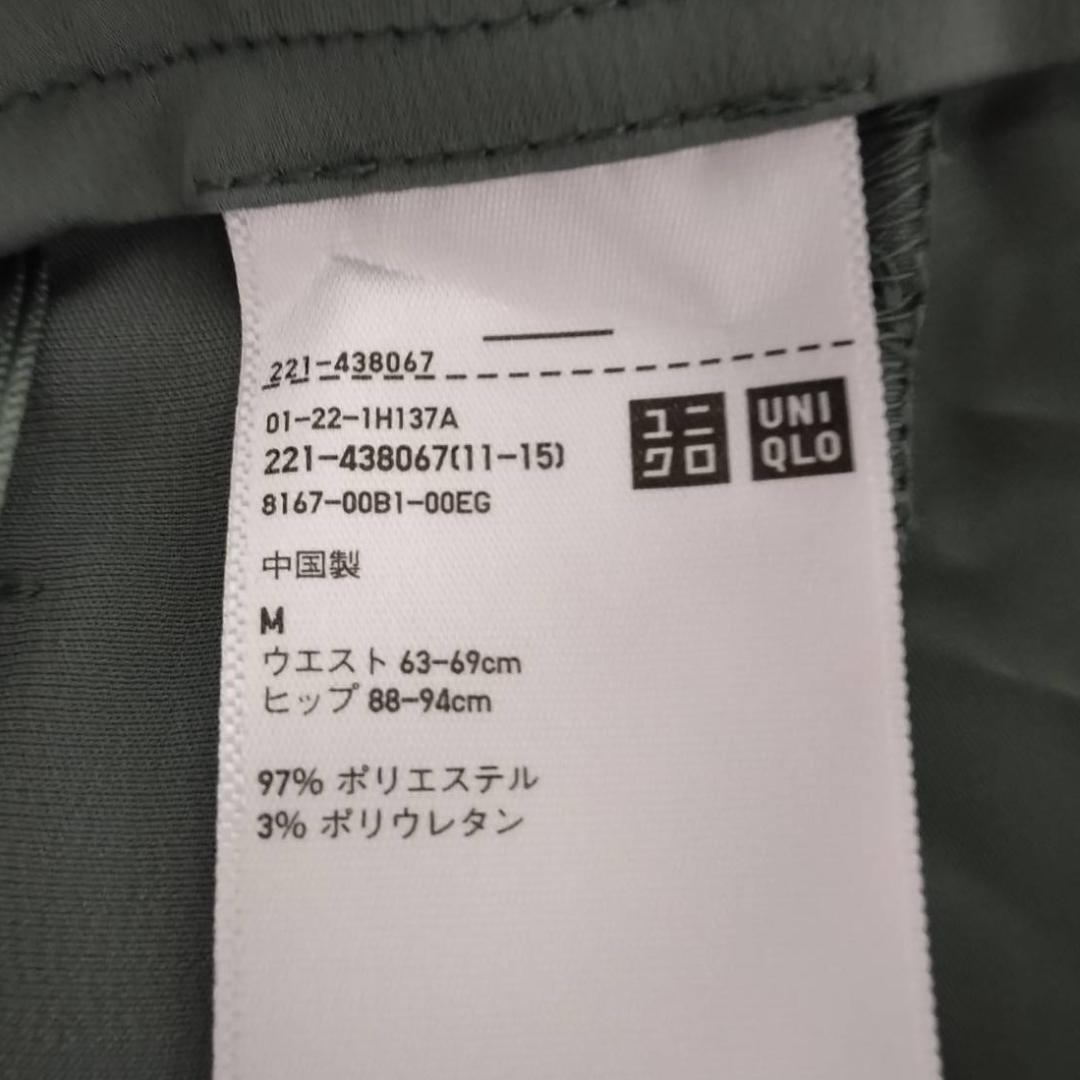 221-438067
01-22-1H137A
221-438067(11-15)
8167-00B1-00EG
ユニ
クロ
UNI
QLO
中国製
M
ウエスト 63-69cm
ヒップ 88-94cm
97% ポリエステル
3% ポリウレタン